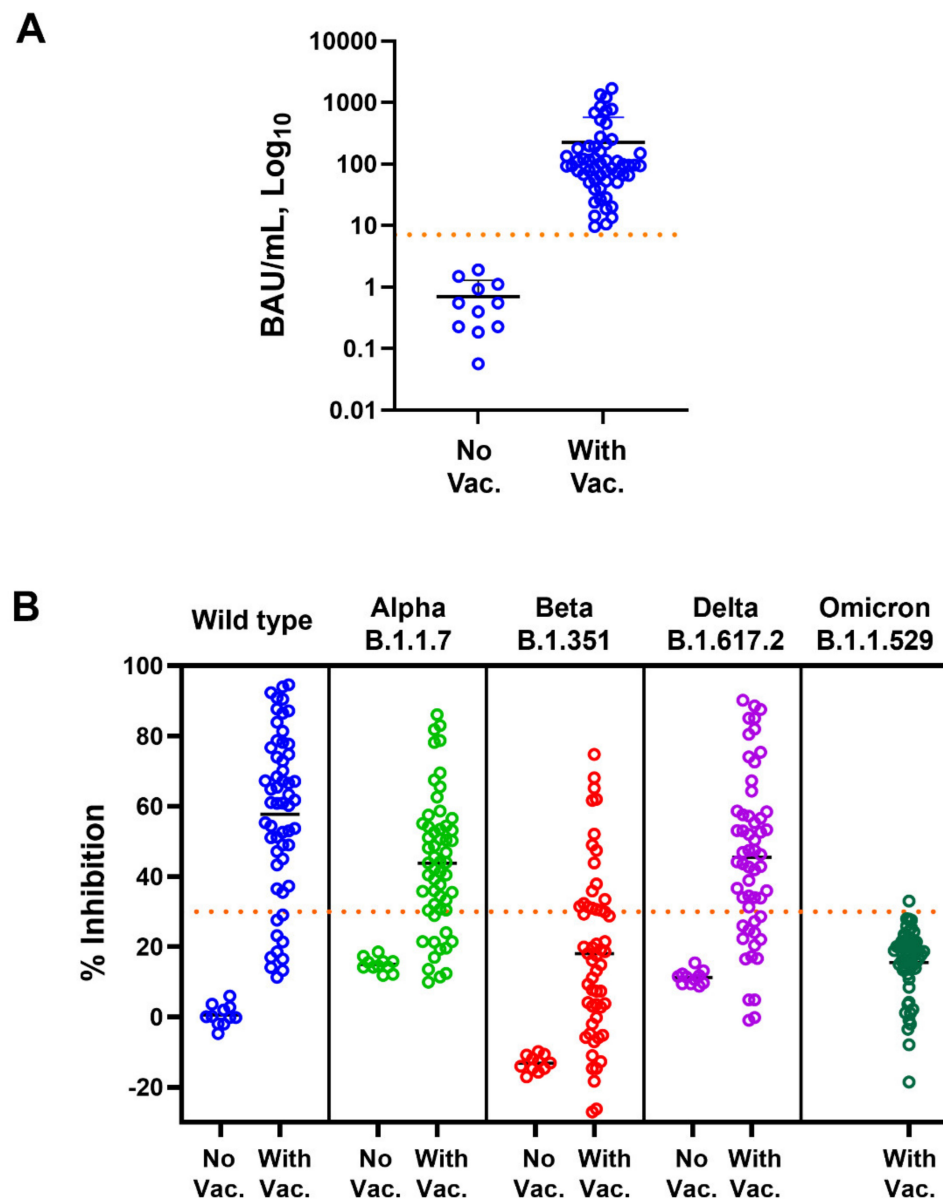 A
10000
1000
100
10
1
0.1
0.01
BAU/mL, Log10
No With
Vac. Vac.
B
Wild type
Alpha
B.1.1.7
Beta
B.1.351
Delta
B.1.617.2
Omicron
B.1.1.529
100
80
60
40
20
0
-20
% Inhibition
No With No With No With No With With
Vac. Vac. Vac. Vac. Vac. Vac. Vac. Vac. Vac.